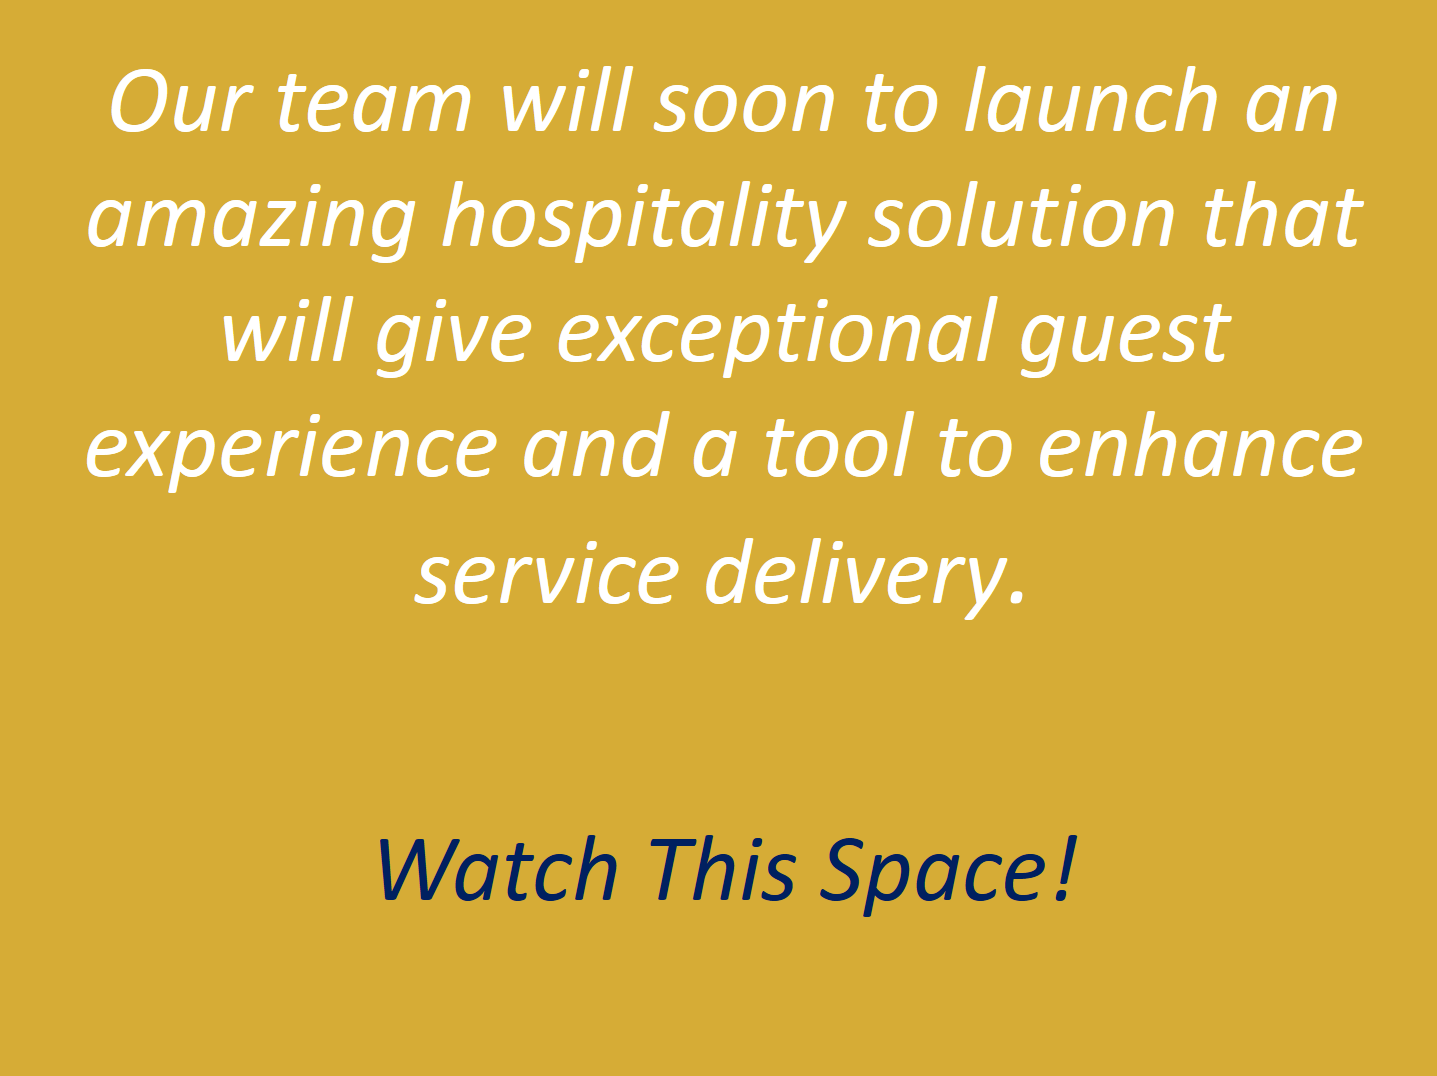 Our team will soon to launch an
amazing hospitality solution that
will give exceptional guest
experience and a tool to enhance
service delivery.
Watch This Space!